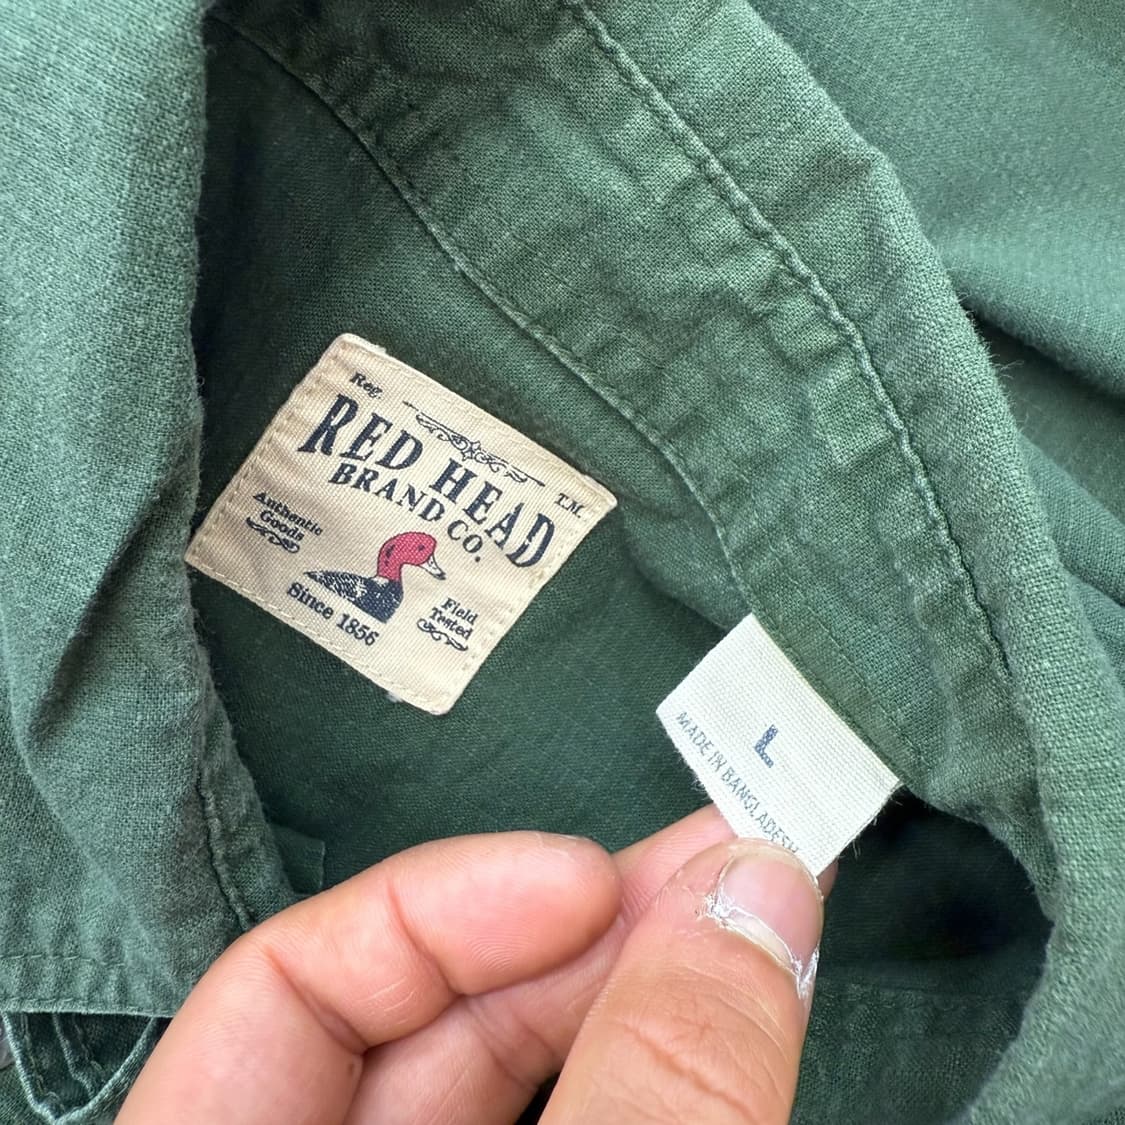 Reg.
T.M.
RED HEAD
BRAND CO.
Authentic
Goods
Since 1856
Field
Tested
L
MADE IN BANGLADESH